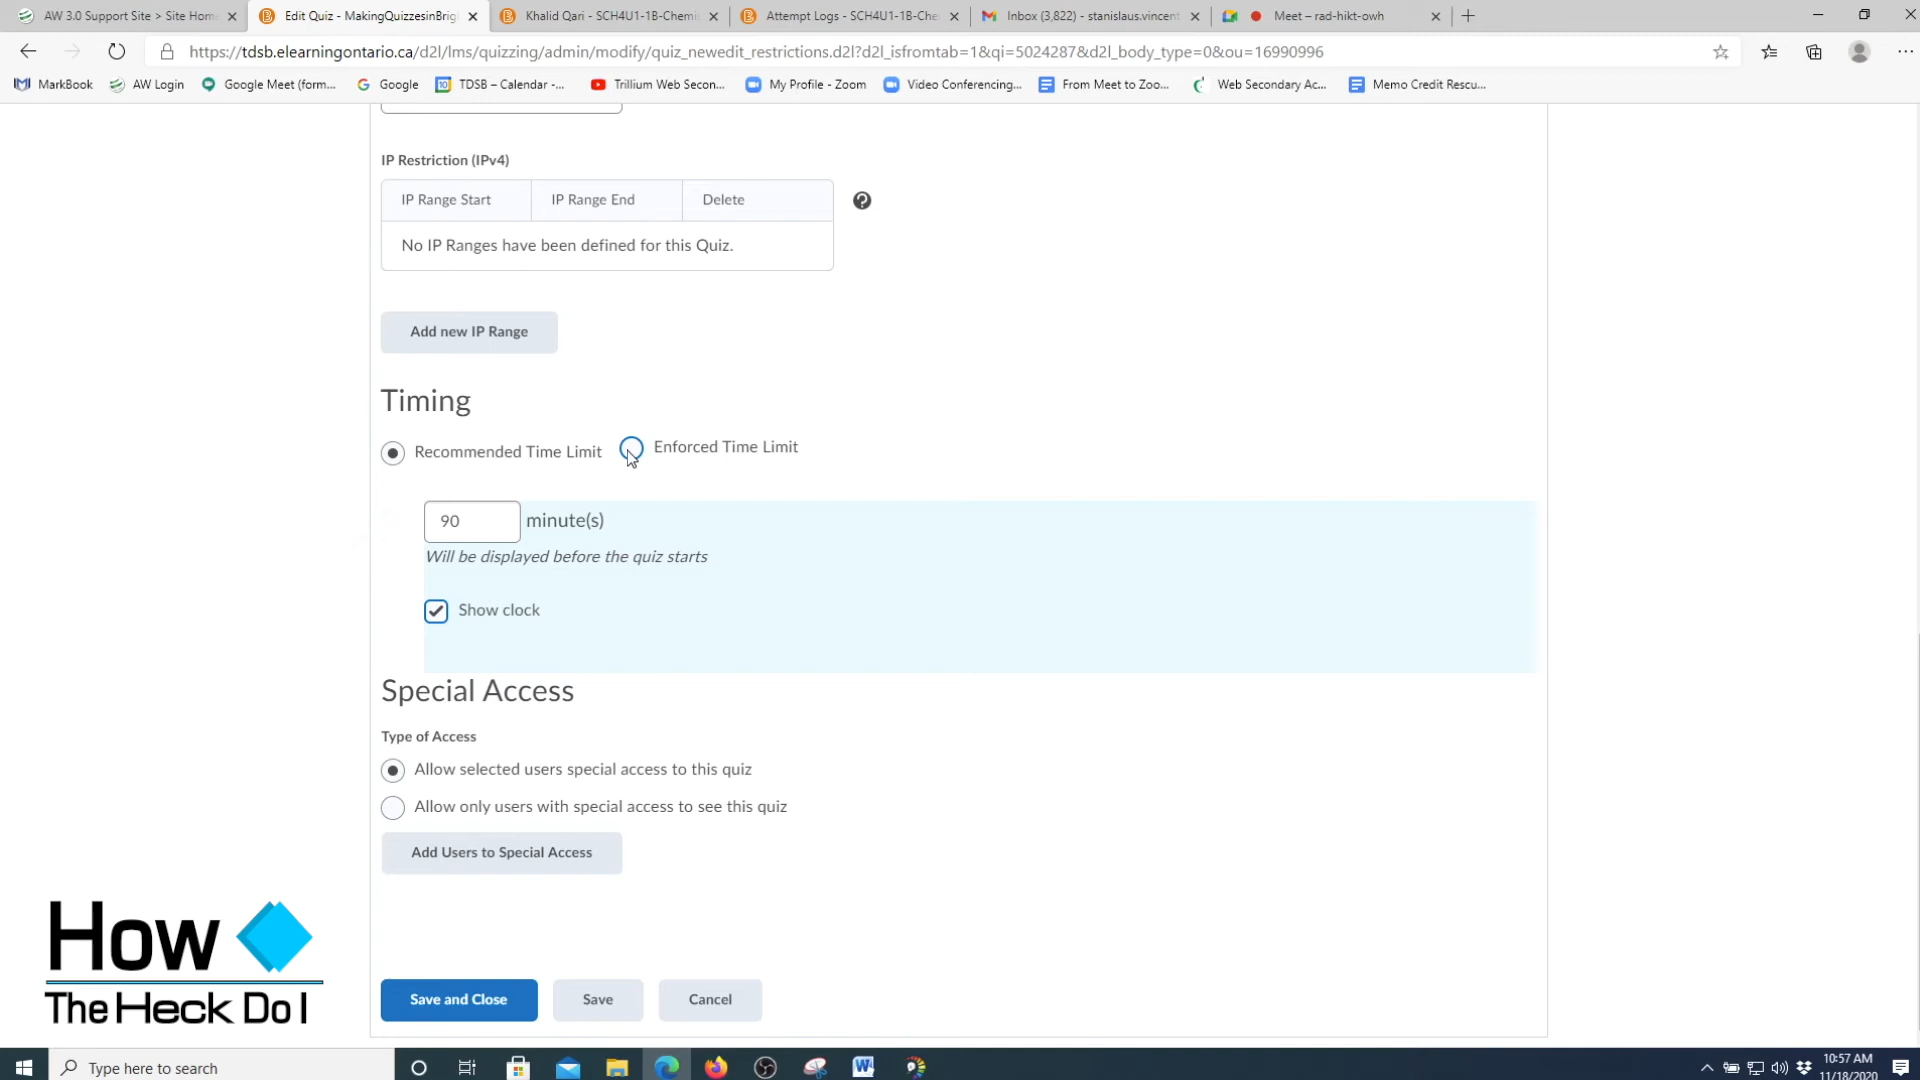 AW 3.0 Support Site > Site Home
Edit Quiz - MakingQuizzesinBrig
Khalid Qari - SCH4U1-1B-Chemis
Attempt Logs - SCH4U1-1B-Che
Inbox (3,822) - stanislaus.vincent
Meet – rad-hikt-owh
https://tdsb.elearningontario.ca/d2l/lms/quizzing/admin/modify/quiz_newedit_restrictions.d2l?d2l_isfromtab=1&qi=5024287&d2l_body_type=0&ou=16990996
MarkBook
AW Login
Google Meet (form...
Google
10
TDSB – Calendar -...
Trillium Web Secon...
My Profile - Zoom
Video Conferencing...
From Meet to Zoo...
Web Secondary Ac...
Memo Credit Rescu...
IP Restriction (IPv4)
IP Range Start
IP Range End
Delete
?
No IP Ranges have been defined for this Quiz.
Add new IP Range
Timing
Recommended Time Limit
Enforced Time Limit
90 minute(s)
Will be displayed before the quiz starts
Show clock
Special Access
Type of Access
Allow selected users special access to this quiz
Allow only users with special access to see this quiz
Add Users to Special Access
How
The Heck Do I
Save and Close
Save
Cancel
Type here to search
10:57 AM
11/18/2020